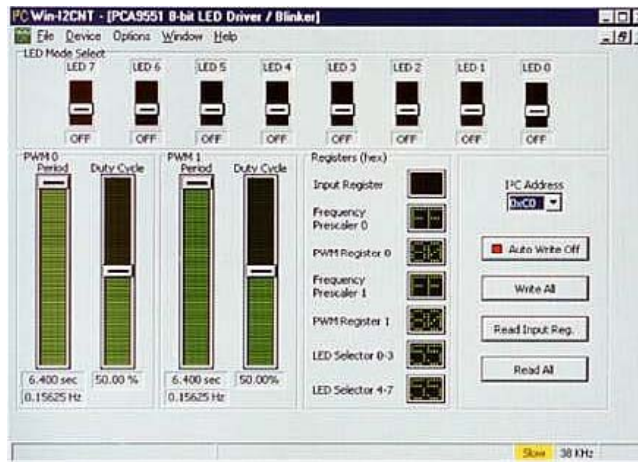 I²C Win-I2CNT - [PCA9551 8-bit LED Driver / Blinker]
File Device Options Window Help
LED Mode Select
LED 7 LED 6 LED 5 LED 4 LED 3 LED 2 LED 1 LED 0
OFF OFF OFF OFF OFF OFF OFF OFF
PWM 0 PWM 1 Registers (hex)
Period Duty Cycle Period Duty Cycle
Input Register
I²C Address
0xC0
Frequency Prescaler 0
PWM Register 0
Auto Write Off
Frequency Prescaler 1
Write All
PWM Register 1
Read Input Reg.
LED Selector 0-3 55
Read All
LED Selector 4-7 55
6.400 sec 50.00 % 6.400 sec 50.00%
0.15625 Hz 0.15625 Hz
Slow 38 KHz